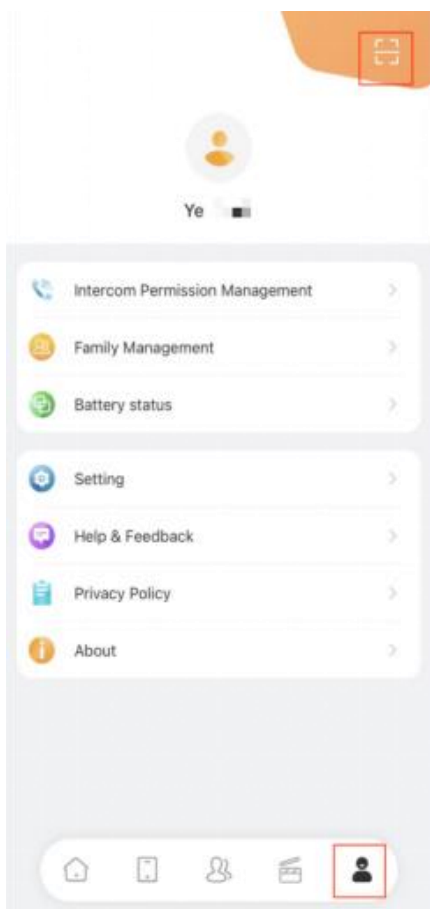 Ye
Intercom Permission Management
Family Management
Battery status
Setting
Help & Feedback
Privacy Policy
About